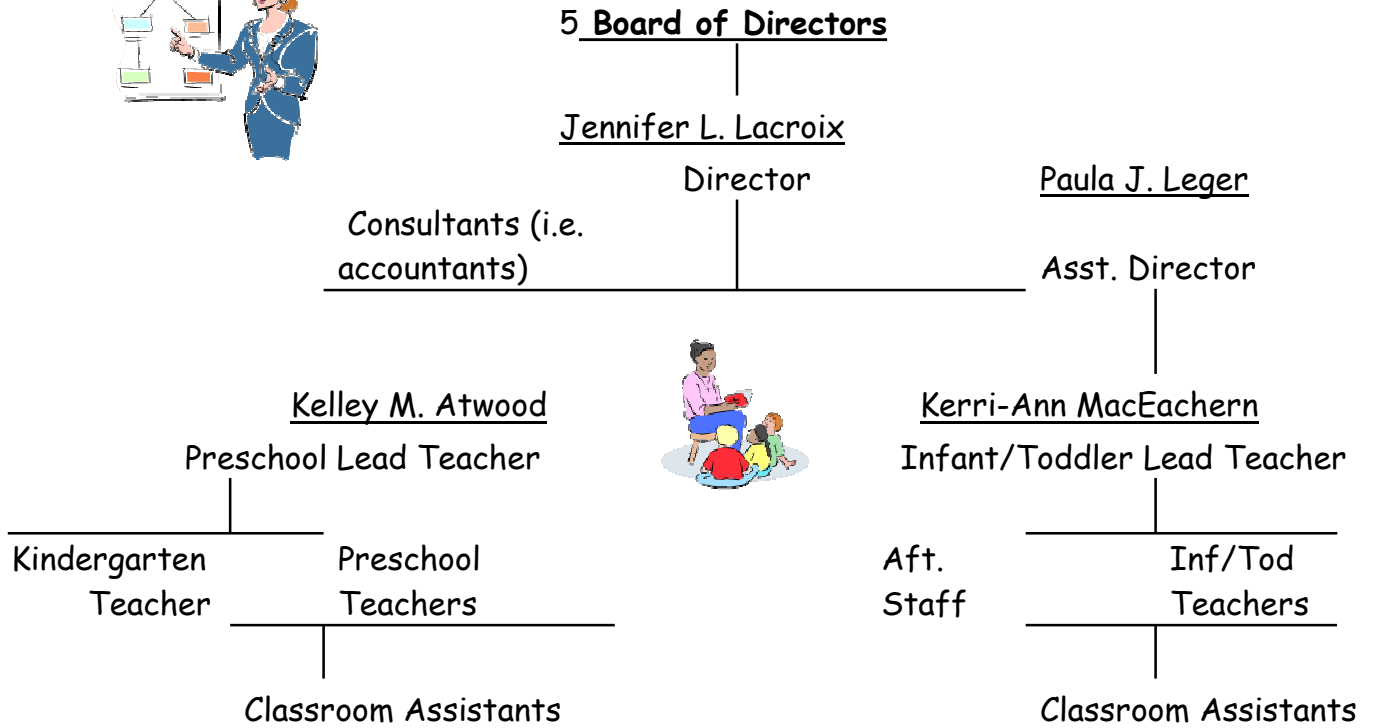 5 Board of Directors
Jennifer L. Lacroix
Director
Paula J. Leger
Consultants (i.e.
accountants)
Asst. Director
Kelley M. Atwood
Preschool Lead Teacher
Kerri-Ann MacEachern
Infant/Toddler Lead Teacher
Kindergarten
Teacher
Preschool
Teachers
Aft.
Staff
Inf/Tod
Teachers
Classroom Assistants
Classroom Assistants